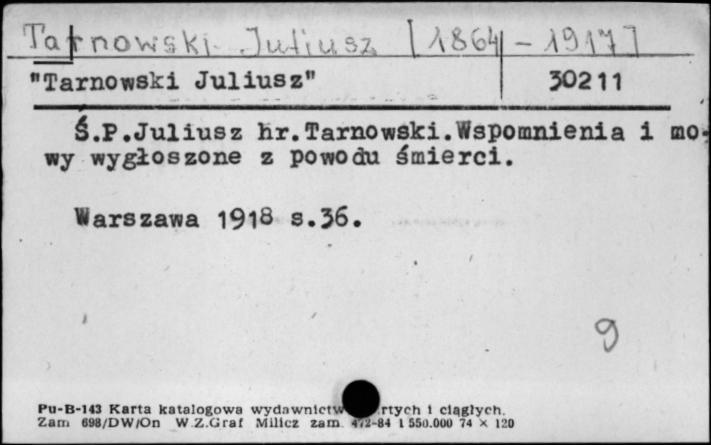 Tarnowski Juliusz [1864 - 1917]
"Tarnowski Juliusz" 30211
Ś.P.Juliusz hr.Tarnowski.Wspomnienia i mo-
wy wygłoszone z powodu śmierci.
Warszawa 1918 s.36.
9
Pu-B-143 Karta katalogowa wydawnictw rtych i ciągłych.
Zam 698/DW/On W.Z.Graf Milicz zam. 472-84 1 550.000 74 × 120